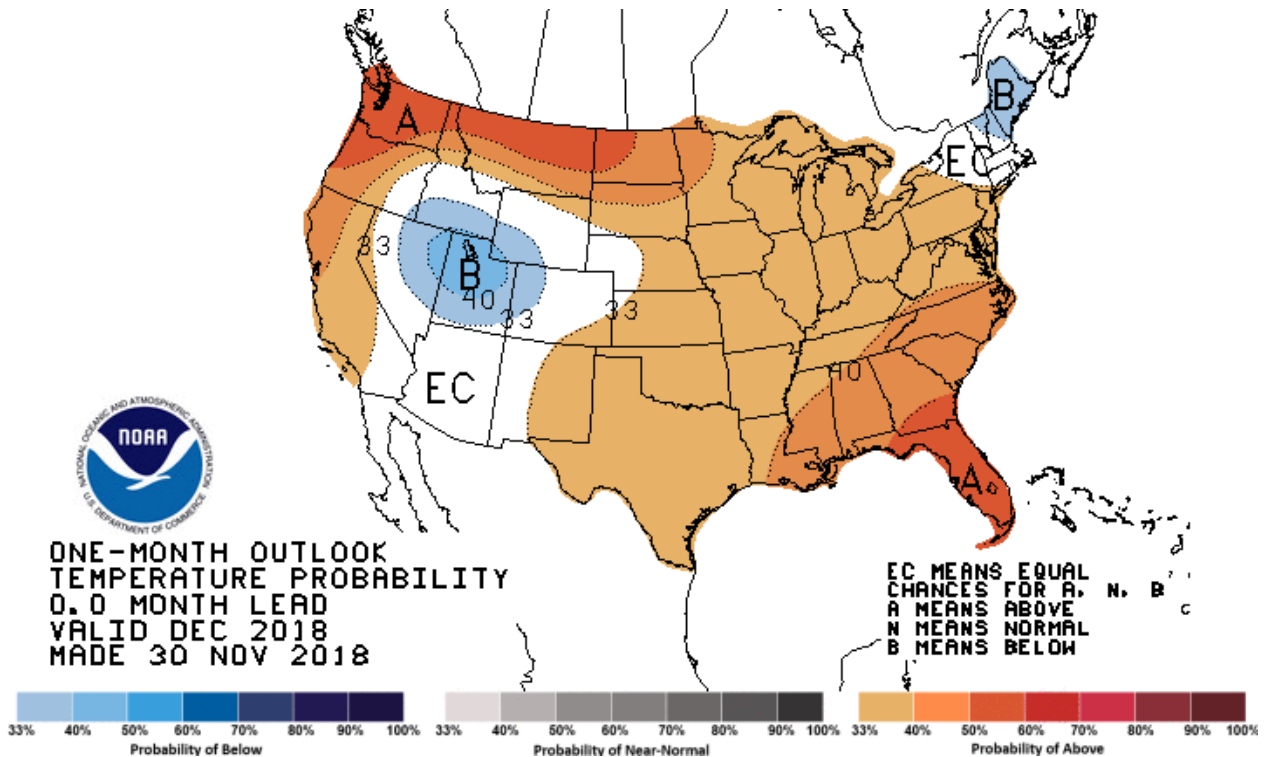 A
B
EC
33
B
40
33
33
EC
40
A
NATIONAL OCEANIC AND ATMOSPHERIC ADMINISTRATION
NOAA
U.S. DEPARTMENT OF COMMERCE
ONE-MONTH OUTLOOK
TEMPERATURE PROBABILITY
0.0 MONTH LEAD
VALID DEC 2018
MADE 30 NOV 2018
EC MEANS EQUAL
CHANCES FOR A, N, B
A MEANS ABOVE
N MEANS NORMAL
B MEANS BELOW
C
33% 40% 50% 60% 70% 80% 90% 100%
Probability of Below
33% 40% 50% 60% 70% 80% 90% 100%
Probability of Near-Normal
33% 40% 50% 60% 70% 80% 90% 100%
Probability of Above